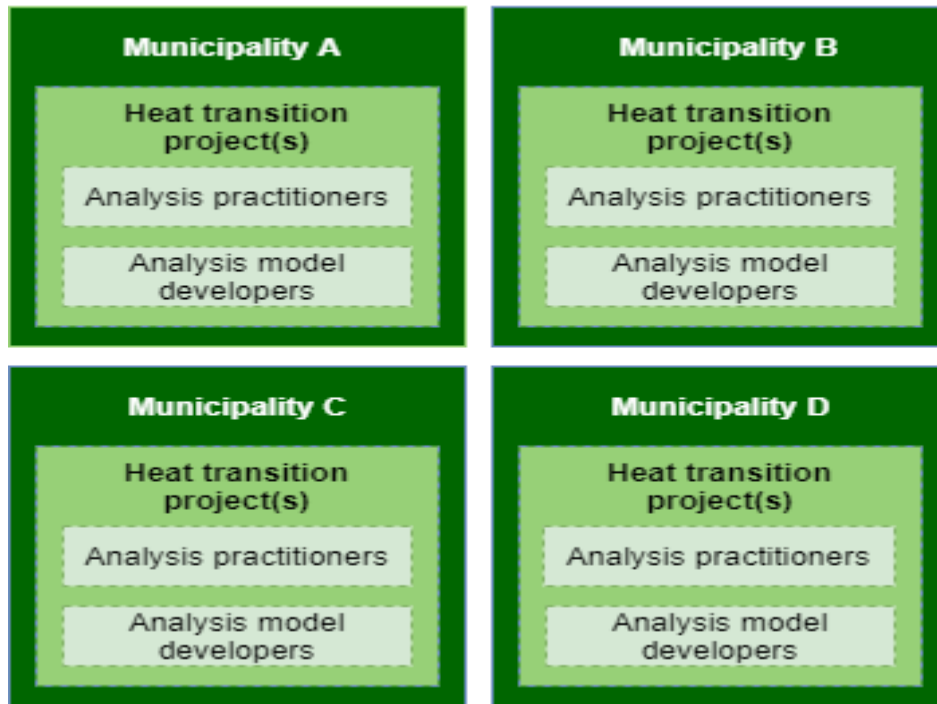 Municipality A
Heat transition
project(s)
Analysis practitioners
Analysis model
developers
Municipality B
Heat transition
project(s)
Analysis practitioners
Analysis model
developers
Municipality C
Heat transition
project(s)
Analysis practitioners
Analysis model
developers
Municipality D
Heat transition
project(s)
Analysis practitioners
Analysis model
developers